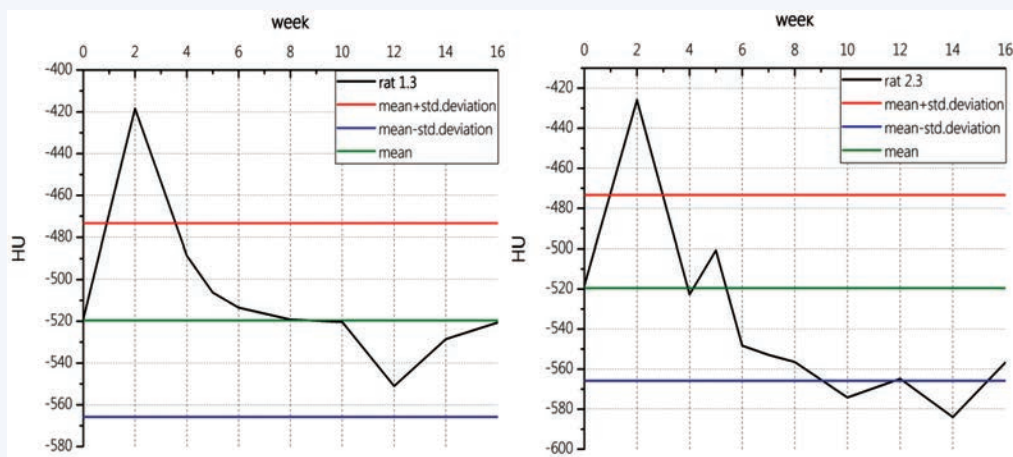 week
0 2 4 6 8 10 12 14 16
-400
-420
-440
-460
-480
-500
-520
-540
-560
-580
HU
rat 1.3
mean+std.deviation
mean-std.deviation
mean
week
0 2 4 6 8 10 12 14 16
-420
-440
-460
-480
-500
-520
-540
-560
-580
-600
HU
rat 2.3
mean+std.deviation
mean-std.deviation
mean